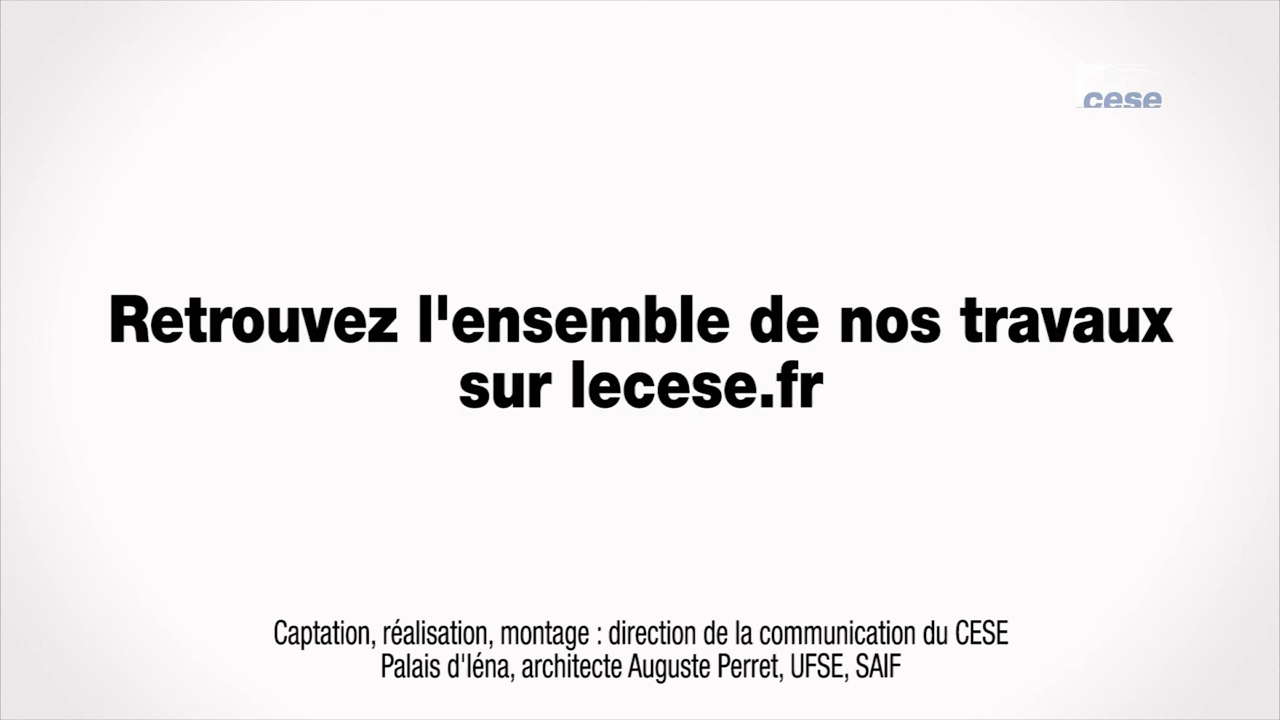 cese
Retrouvez l'ensemble de nos travaux
sur lecese.fr
Captation, réalisation, montage : direction de la communication du CESE
Palais d'Iéna, architecte Auguste Perret, UFSE, SAIF